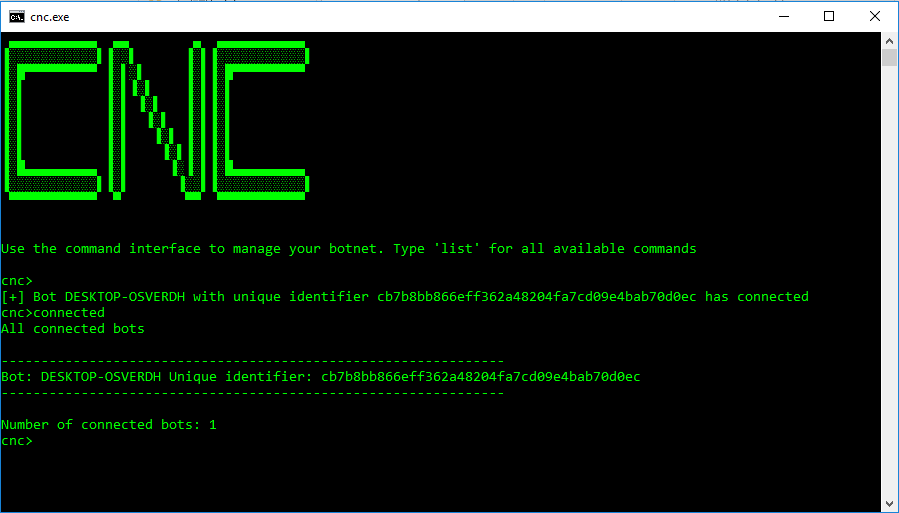 cnc.exe
CNC
Use the command interface to manage your botnet. Type 'list' for all available commands
cnc>
[+] Bot DESKTOP-OSVERDH with unique identifier cb7b8bb866eff362a48204fa7cd09e4bab70d0ec has connected
cnc>connected
All connected bots
---------------------------------------------------------------
Bot: DESKTOP-OSVERDH Unique identifier: cb7b8bb866eff362a48204fa7cd09e4bab70d0ec
---------------------------------------------------------------
Number of connected bots: 1
cnc>